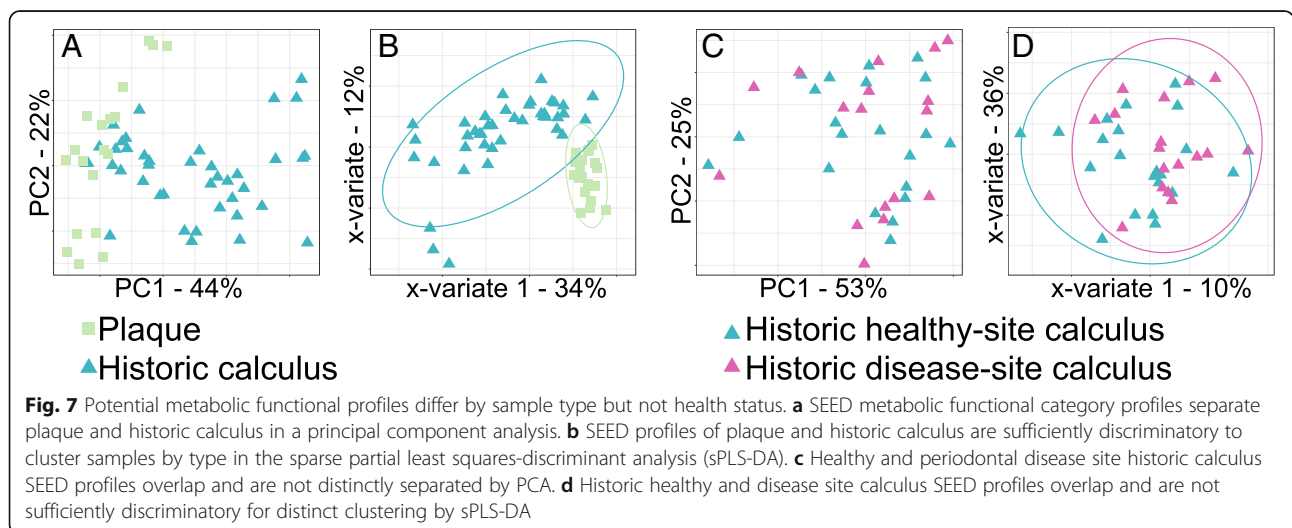 A
B
C
D
PC2 - 22%
PC1 - 44%
x-variate - 12%
x-variate 1 - 34%
PC2 - 25%
PC1 - 53%
x-variate - 36%
x-variate 1 - 10%
Plaque
Historic calculus
Historic healthy-site calculus
Historic disease-site calculus
Fig. 7 Potential metabolic functional profiles differ by sample type but not health status. a SEED metabolic functional category profiles separate
plaque and historic calculus in a principal component analysis. b SEED profiles of plaque and historic calculus are sufficiently discriminatory to
cluster samples by type in the sparse partial least squares-discriminant analysis (sPLS-DA). c Healthy and periodontal disease site historic calculus
SEED profiles overlap and are not distinctly separated by PCA. d Historic healthy and disease site calculus SEED profiles overlap and are not
sufficiently discriminatory for distinct clustering by sPLS-DA